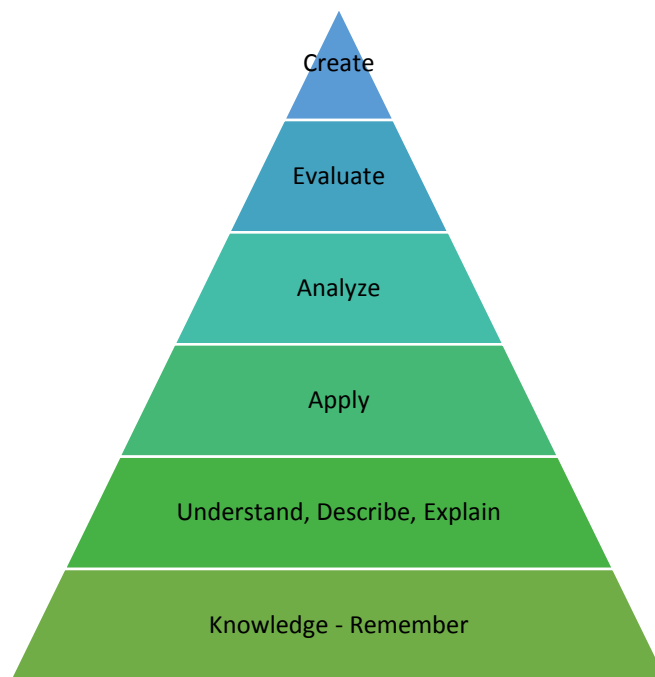 Create
Evaluate
Analyze
Apply
Understand, Describe, Explain
Knowledge - Remember